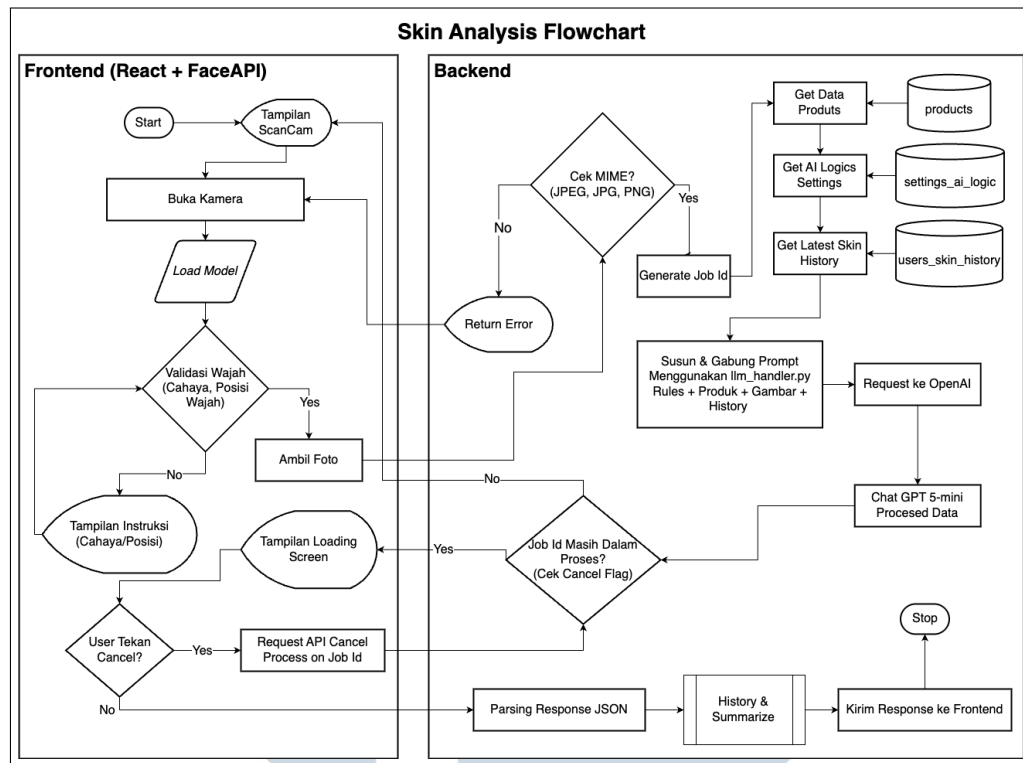 Skin Analysis Flowchart
Frontend (React + FaceAPI)
Start
Tampilan
ScanCam
Buka Kamera
Load Model
Validasi Wajah
(Cahaya, Posisi
Wajah)
Yes
Ambil Foto
No
Tampilan Instruksi
(Cahaya/Posisi)
Tampilan Loading
Screen
User Tekan
Cancel?
Yes
Request API Cancel
Process on Job Id
No
Backend
Cek MIME?
(JPEG, JPG, PNG)
No
Yes
Return Error
Generate Job Id
Get Data
Produts
products
Get AI Logics
Settings
settings_ai_logic
Get Latest Skin
History
users_skin_history
Susun & Gabung Prompt
Menggunakan llm_handler.py
Rules + Produk + Gambar +
History
Request ke OpenAI
Chat GPT 5-mini
Procesed Data
No
Job Id Masih Dalam
Proses?
(Cek Cancel Flag)
Yes
Parsing Response JSON
History &
Summarize
Kirim Response ke Frontend
Stop